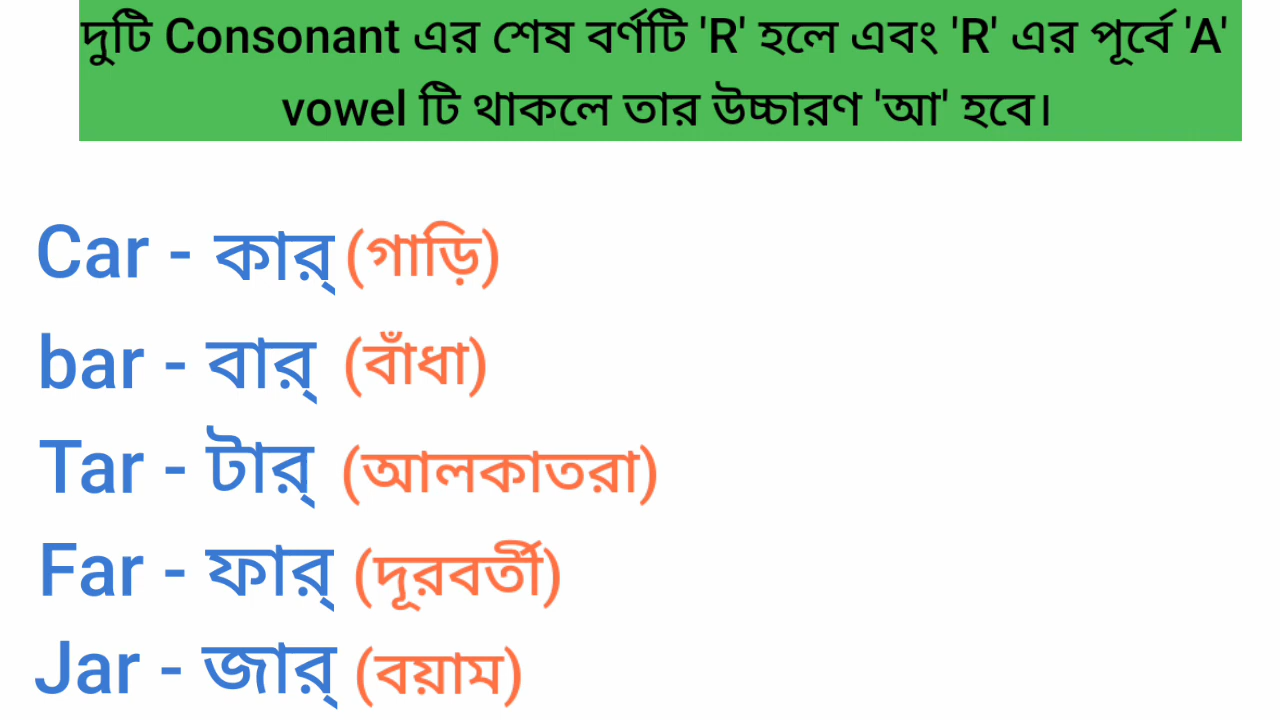 দুটি Consonant এর শেষ বর্ণটি 'R' হলে এবং 'R' এর পূর্বে 'A'
vowel টি থাকলে তার উচ্চারণ 'আ' হবে।
Car - কার্ (গাড়ি)
bar - বার্ (বাঁধা)
Tar - টার্ (আলকাতরা)
Far - ফার্ (দূরবর্তী)
Jar - জার্ (বয়াম)